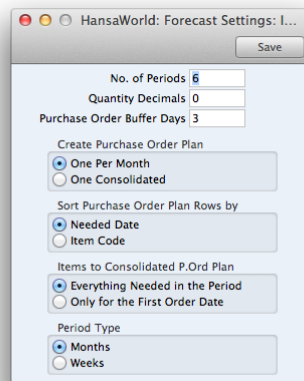 HansaWorld: Forecast Settings: I...
Save
No. of Periods 6
Quantity Decimals 0
Purchase Order Buffer Days 3
Create Purchase Order Plan
One Per Month
One Consolidated
Sort Purchase Order Plan Rows by
Needed Date
Item Code
Items to Consolidated P.Ord Plan
Everything Needed in the Period
Only for the First Order Date
Period Type
Months
Weeks